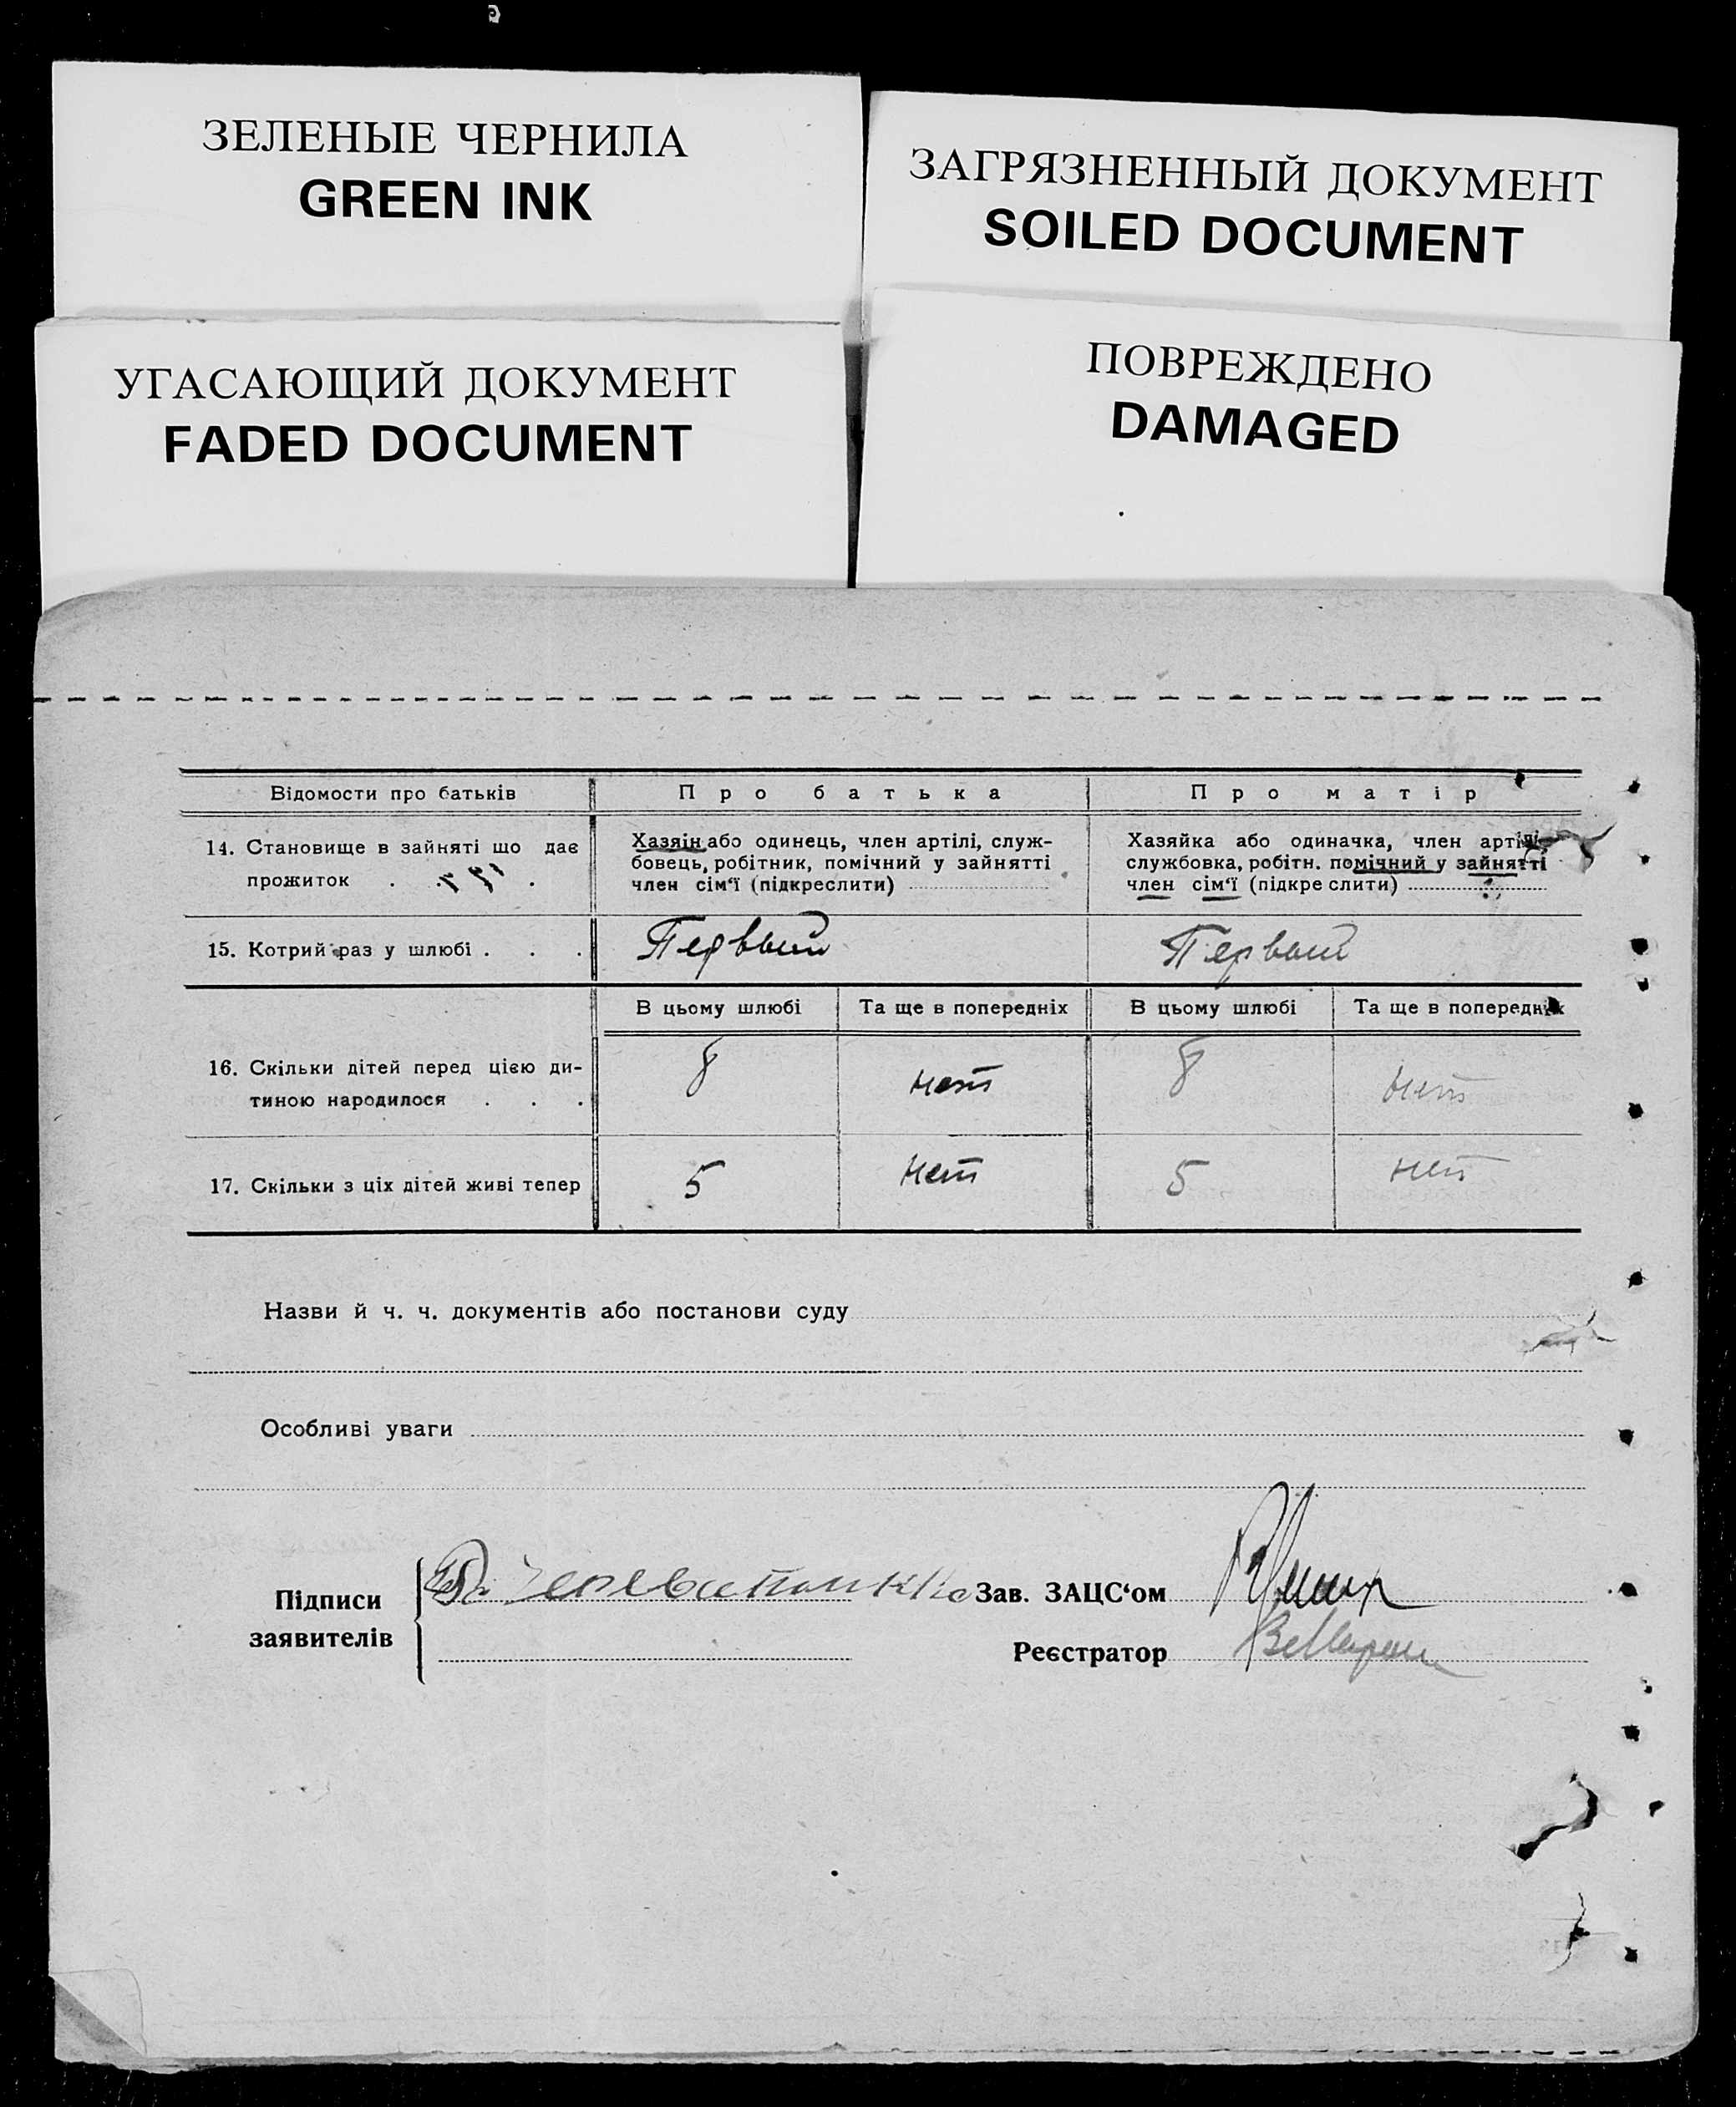 ЗЕЛЕНЫЕ ЧЕРНИЛА
GREEN INK
ЗАГРЯЗНЕННЫЙ ДОКУМЕНТ
SOILED DOCUMENT
УГАСАЮЩИЙ ДОКУМЕНТ
FADED DOCUMENT
ПОВРЕЖДЕНО
DAMAGED
Відомости про батьків
Про батька
Про матір
14. Становище в зайняті що дає
прожиток . . .
Хазяїн або одинець, член артілі, служ-
бовець, робітник, помічний у зайнятті
член сім‘ї (підкреслити)
Хазяйка або одиначка, член артілі,
службовка, робітн. помічний у зайнятті
член сім‘ї (підкреслити)
15. Котрий раз у шлюбі . . .
Первый
Первый
В цьому шлюбі
Та ще в попередніх
В цьому шлюбі
Та ще в попередніх
16. Скільки дітей перед цією ди-
тиною народилося . . .
8
нет
8
нет
17. Скільки з ціх дітей живі тепер
5
нет
5
нет
Назви й ч. ч. документів або постанови суду
Особливі уваги
Підписи
заявителів
Зав. ЗАЦС‘ом
Реєстратор